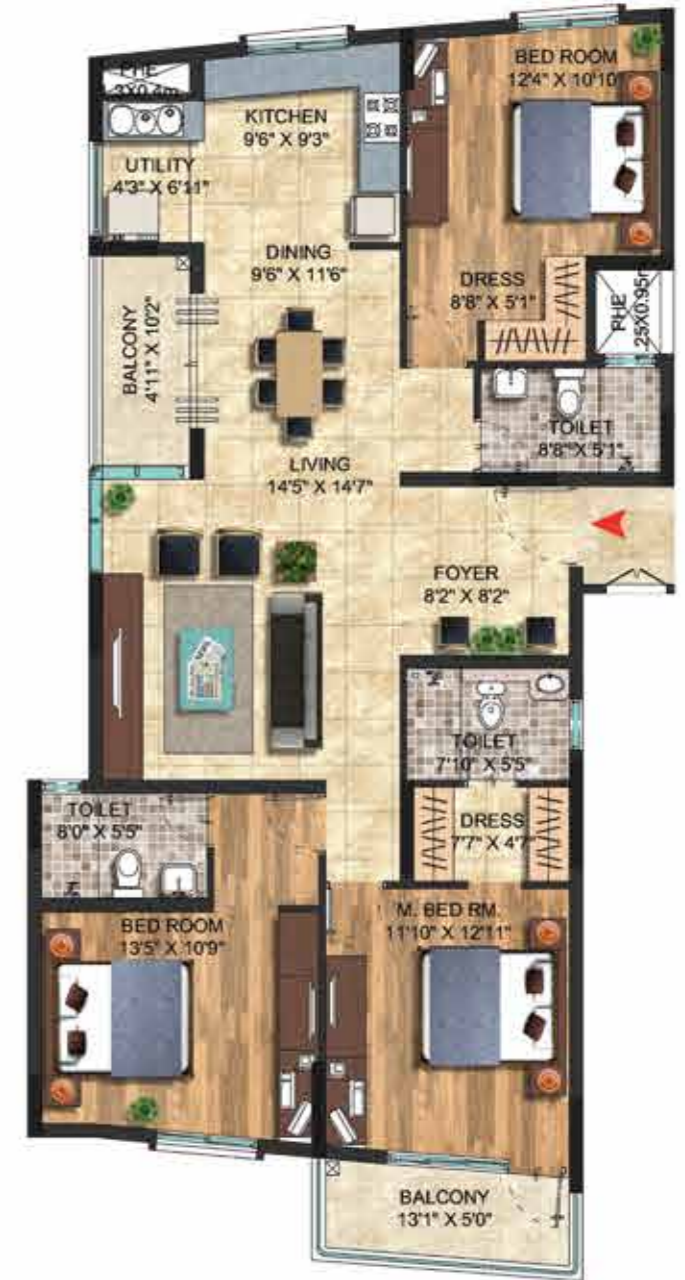 BED ROOM
12'4" X 10'10"
PHE
KITCHEN
9'6" X 9'3"
UTILITY
4'3" X 6'11"
DINING
9'6" X 11'6"
DRESS
8'8" X 5'1"
PHE
1.25X0.95m
BALCONY
4'11" X 10'2"
TOILET
8'8" X 5'1"
LIVING
14'5" X 14'7"
FOYER
8'2" X 8'2"
TOILET
7'10" X 5'5"
TOILET
8'0" X 5'5"
DRESS
7'7" X 4'7"
BED ROOM
13'5" X 10'9"
M. BED RM.
11'10" X 12'11"
BALCONY
13'1" X 5'0"